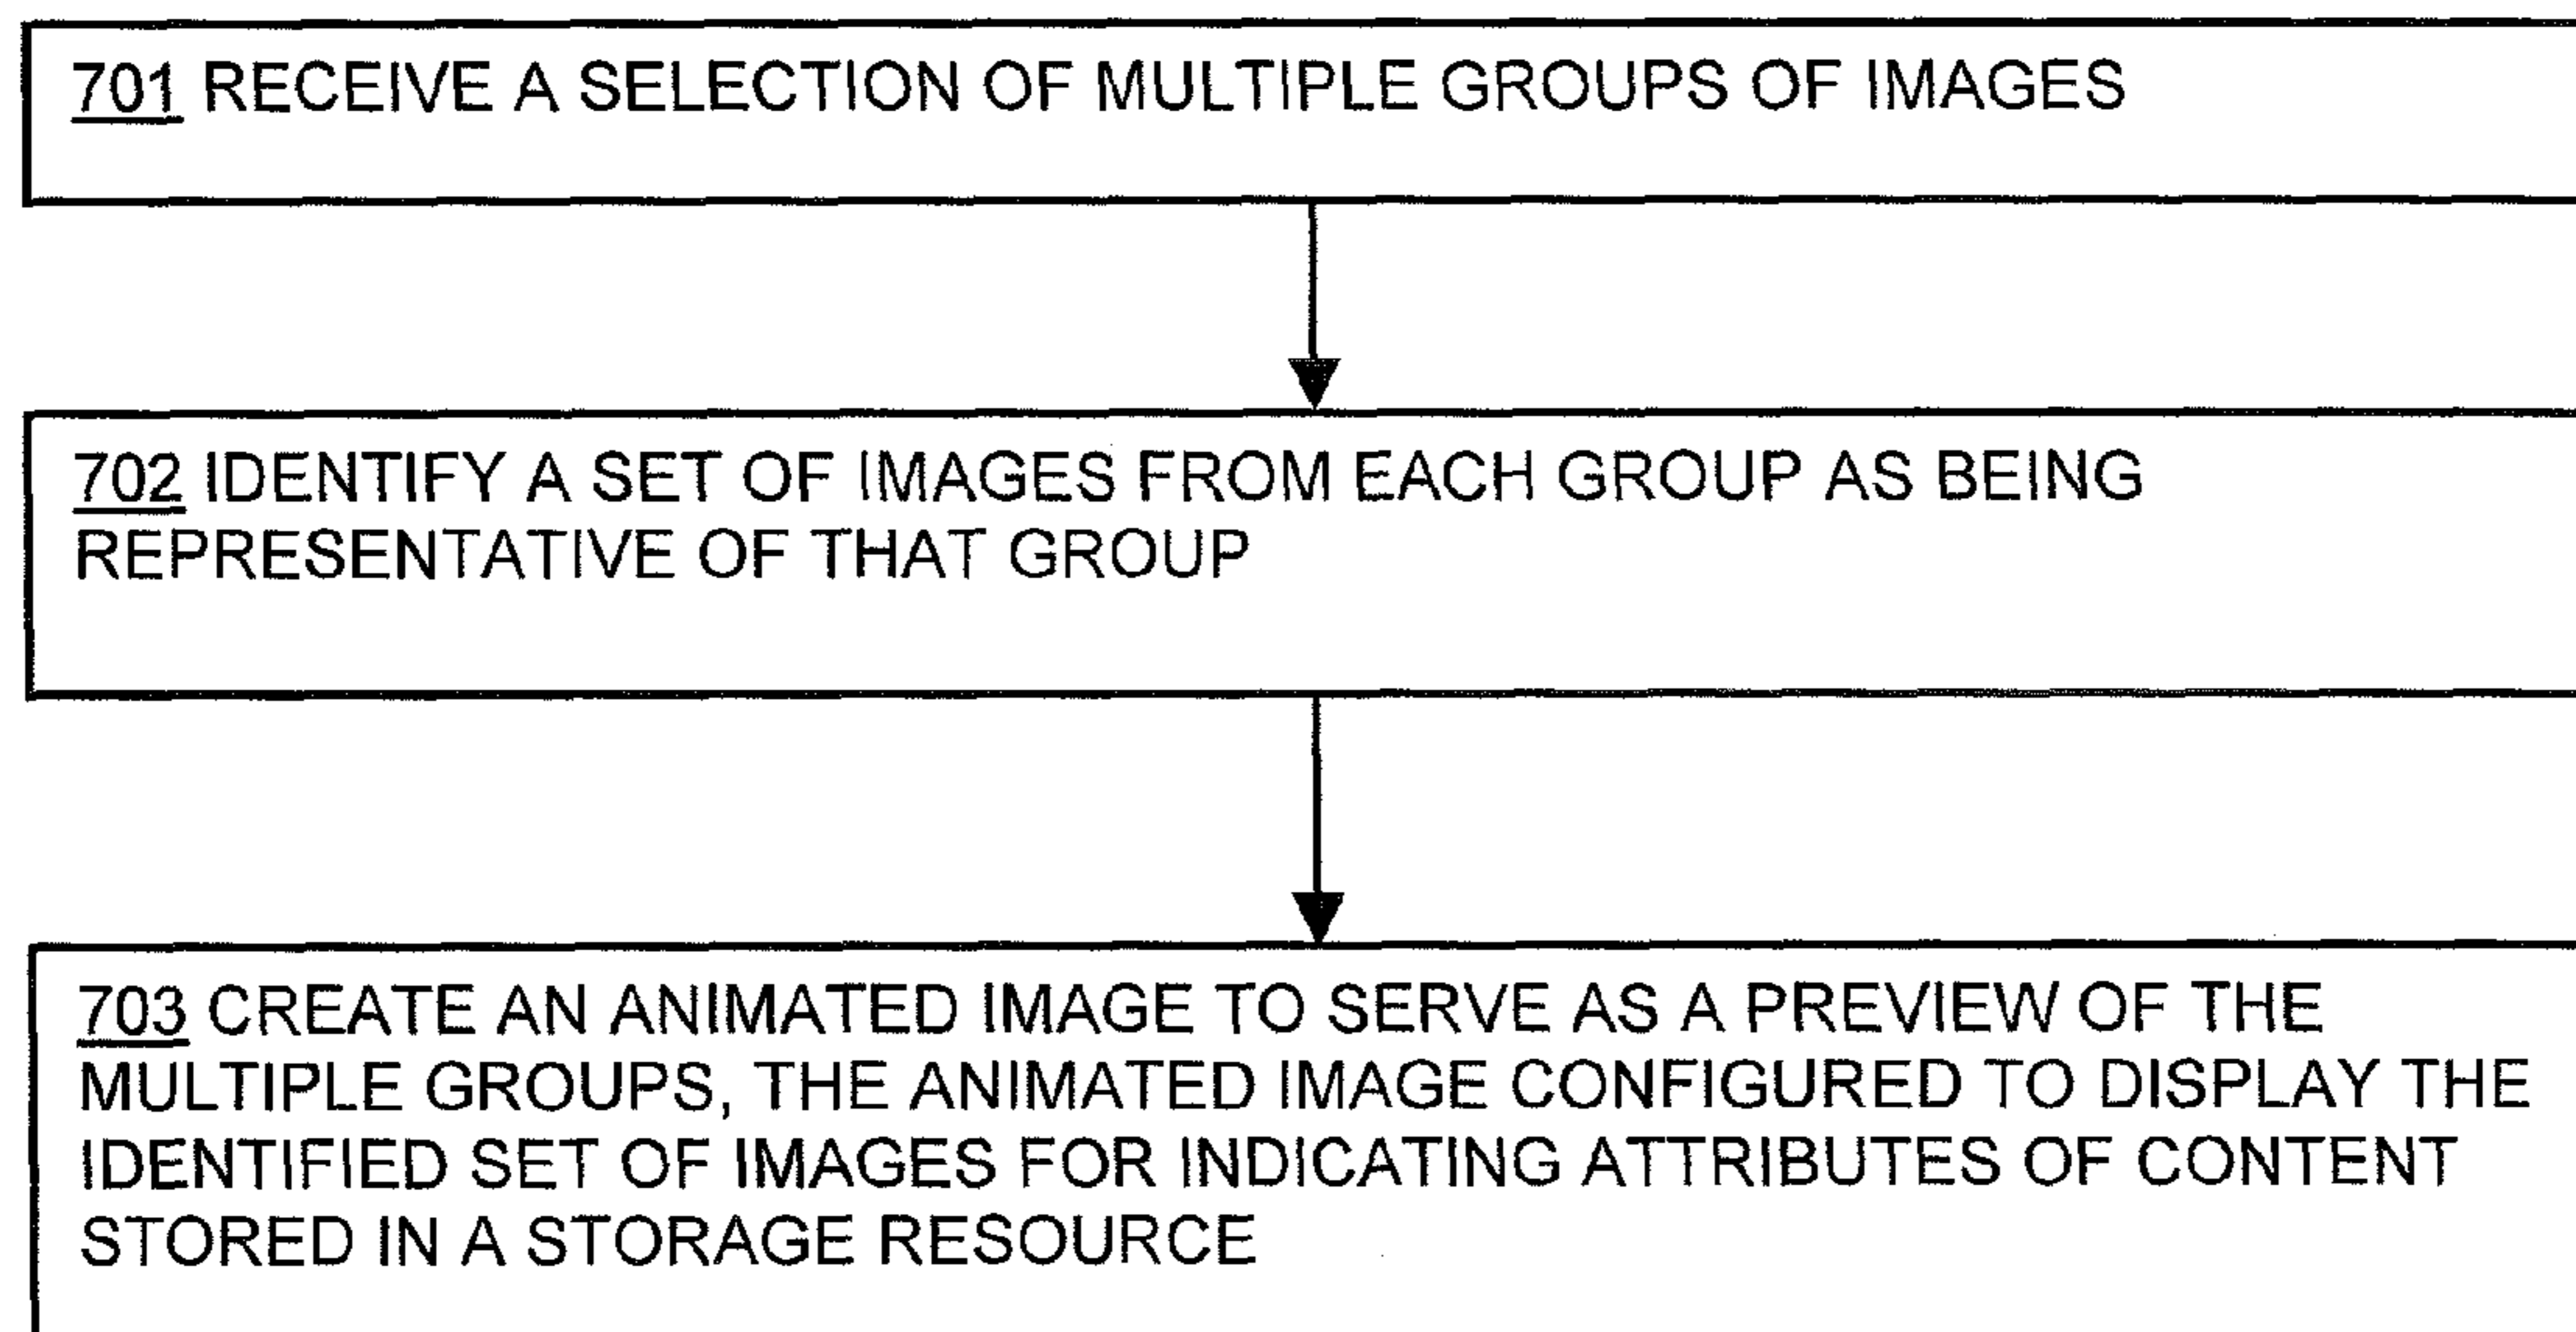 701 RECEIVE A SELECTION OF MULTIPLE GROUPS OF IMAGES
702 IDENTIFY A SET OF IMAGES FROM EACH GROUP AS BEING
REPRESENTATIVE OF THAT GROUP
703 CREATE AN ANIMATED IMAGE TO SERVE AS A PREVIEW OF THE
MULTIPLE GROUPS, THE ANIMATED IMAGE CONFIGURED TO DISPLAY THE
IDENTIFIED SET OF IMAGES FOR INDICATING ATTRIBUTES OF CONTENT
STORED IN A STORAGE RESOURCE